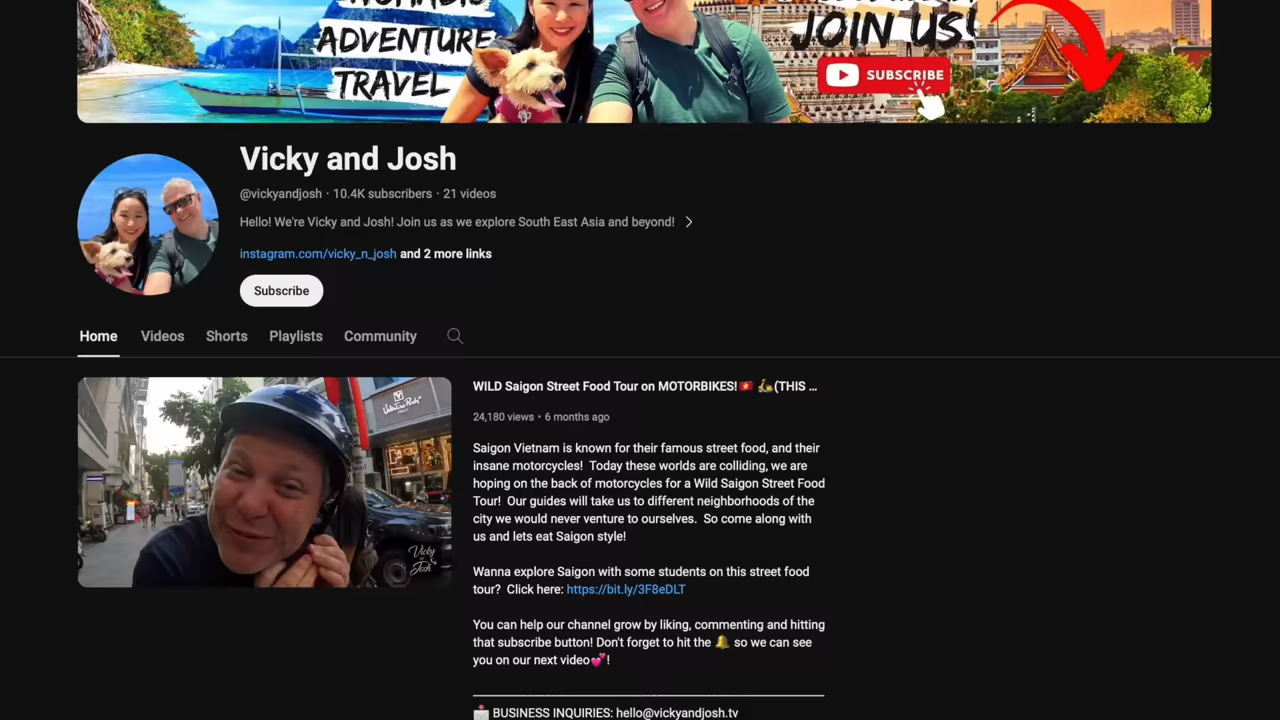 NOMADIC
ADVENTURE
TRAVEL
JOIN US!
SUBSCRIBE
Vicky and Josh
@vickyandjosh · 10.4K subscribers · 21 videos
Hello! We're Vicky and Josh! Join us as we explore South East Asia and beyond!
instagram.com/vicky_n_josh and 2 more links
Subscribe
Home Videos Shorts Playlists Community
WILD Saigon Street Food Tour on MOTORBIKES!🇻🇳 🛵(THIS ...
24,180 views • 6 months ago
Saigon Vietnam is known for their famous street food, and their
insane motorcycles! Today these worlds are colliding, we are
hoping on the back of motorcycles for a Wild Saigon Street Food
Tour! Our guides will take us to different neighborhoods of the
city we would never venture to ourselves. So come along with
us and lets eat Saigon style!
Wanna explore Saigon with some students on this street food
tour? Click here: https://bit.ly/3F8eDLT
You can help our channel grow by liking, commenting and hitting
that subscribe button! Don't forget to hit the 🔔 so we can see
you on our next video💕!
📩 BUSINESS INQUIRIES: hello@vickyandjosh.tv
Vicky
Josh